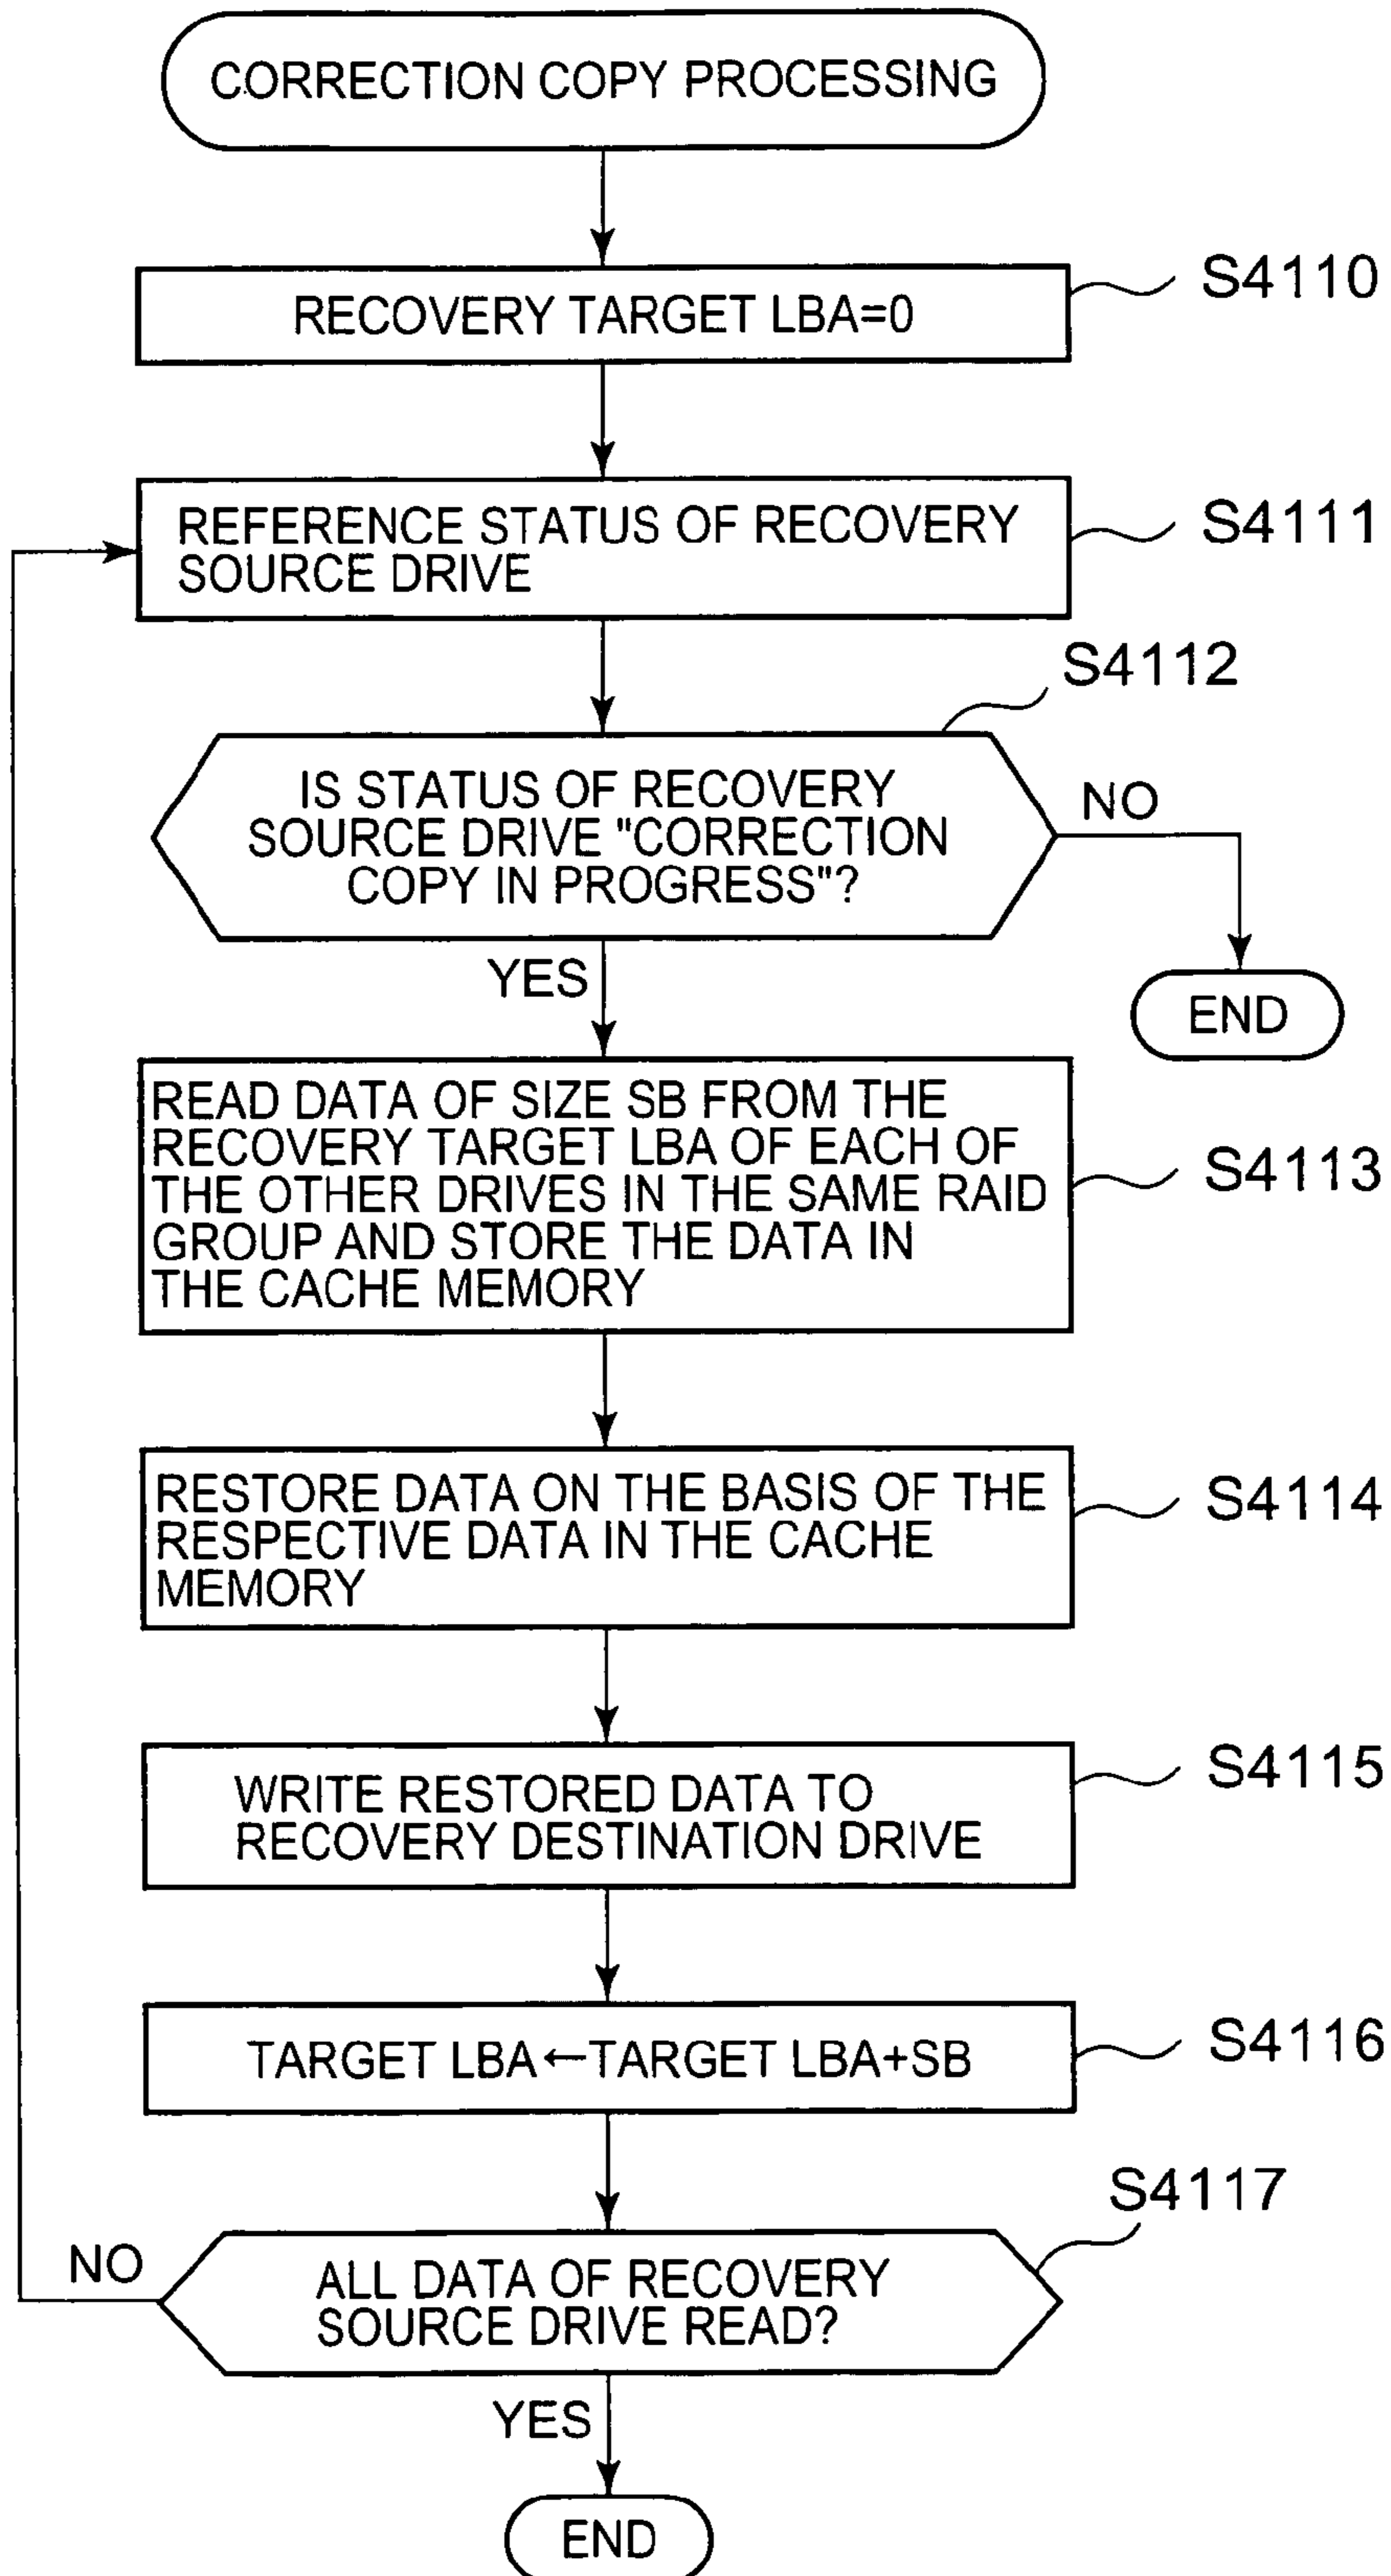 CORRECTION COPY PROCESSING
S4110
RECOVERY TARGET LBA=0
S4111
REFERENCE STATUS OF RECOVERY
SOURCE DRIVE
S4112
IS STATUS OF RECOVERY
SOURCE DRIVE "CORRECTION
COPY IN PROGRESS"?
NO
YES
END
READ DATA OF SIZE SB FROM THE
RECOVERY TARGET LBA OF EACH OF
THE OTHER DRIVES IN THE SAME RAID
GROUP AND STORE THE DATA IN
THE CACHE MEMORY
S4113
RESTORE DATA ON THE BASIS OF THE
RESPECTIVE DATA IN THE CACHE
MEMORY
S4114
WRITE RESTORED DATA TO
RECOVERY DESTINATION DRIVE
S4115
TARGET LBA←TARGET LBA+SB
S4116
S4117
NO
ALL DATA OF RECOVERY
SOURCE DRIVE READ?
YES
END